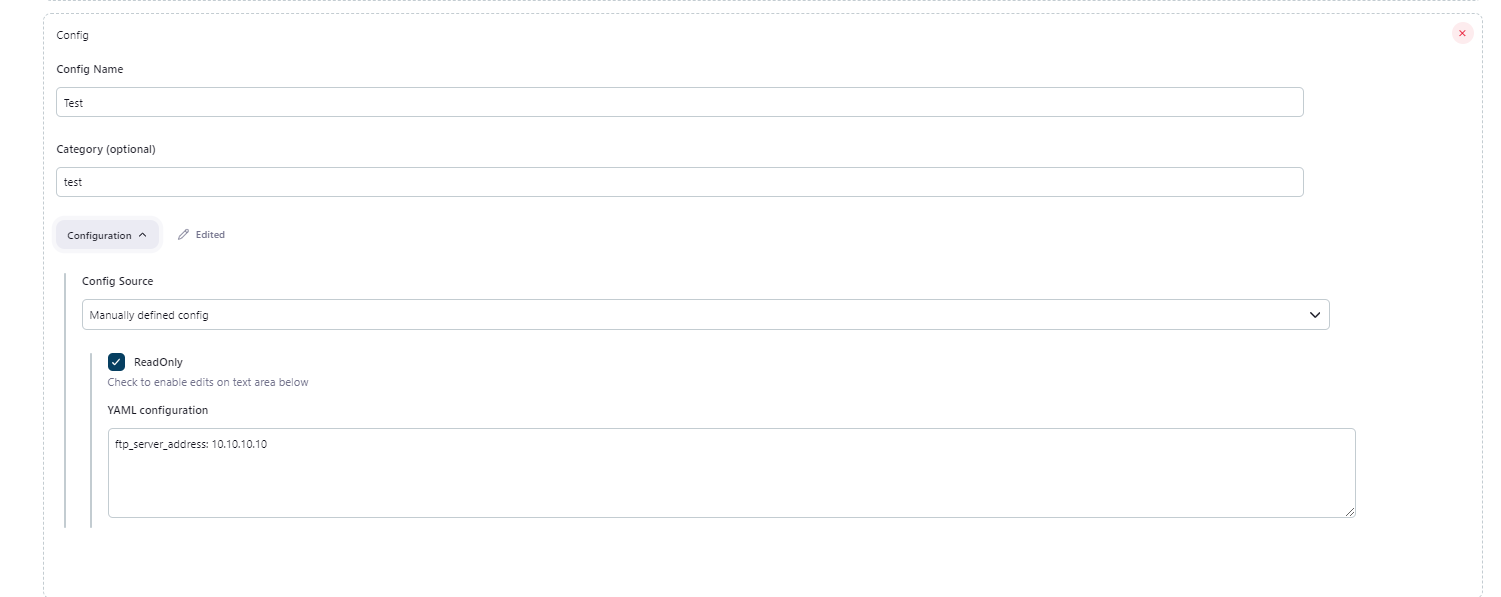 Config
Config Name
Test
Category (optional)
test
Configuration
Edited
Config Source
Manually defined config
ReadOnly
Check to enable edits on text area below
YAML configuration
ftp_server_address: 10.10.10.10